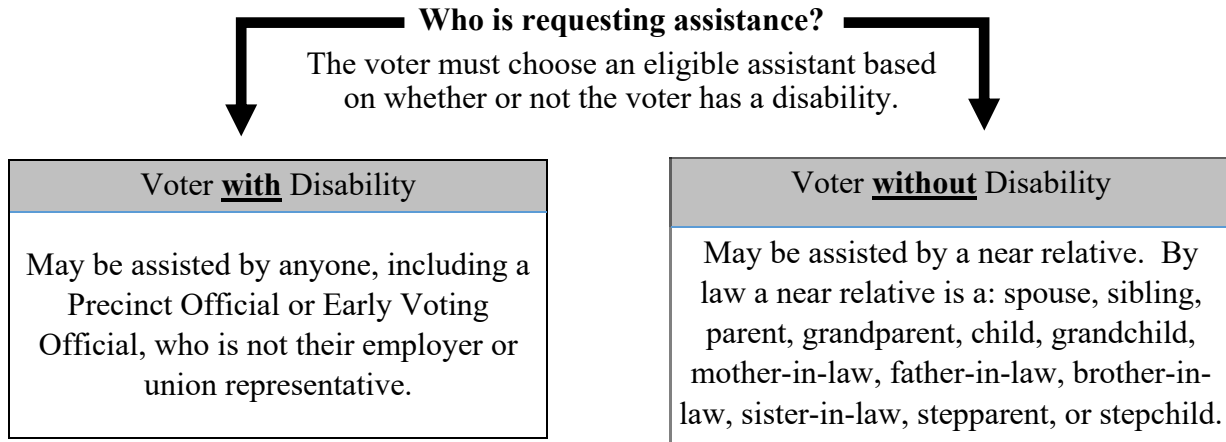 Who is requesting assistance?
The voter must choose an eligible assistant based
on whether or not the voter has a disability.
Voter with Disability
May be assisted by anyone, including a
Precinct Official or Early Voting
Official, who is not their employer or
union representative.
Voter without Disability
May be assisted by a near relative.  By
law a near relative is a: spouse, sibling,
parent, grandparent, child, grandchild,
mother-in-law, father-in-law, brother-in-
law, sister-in-law, stepparent, or stepchild.